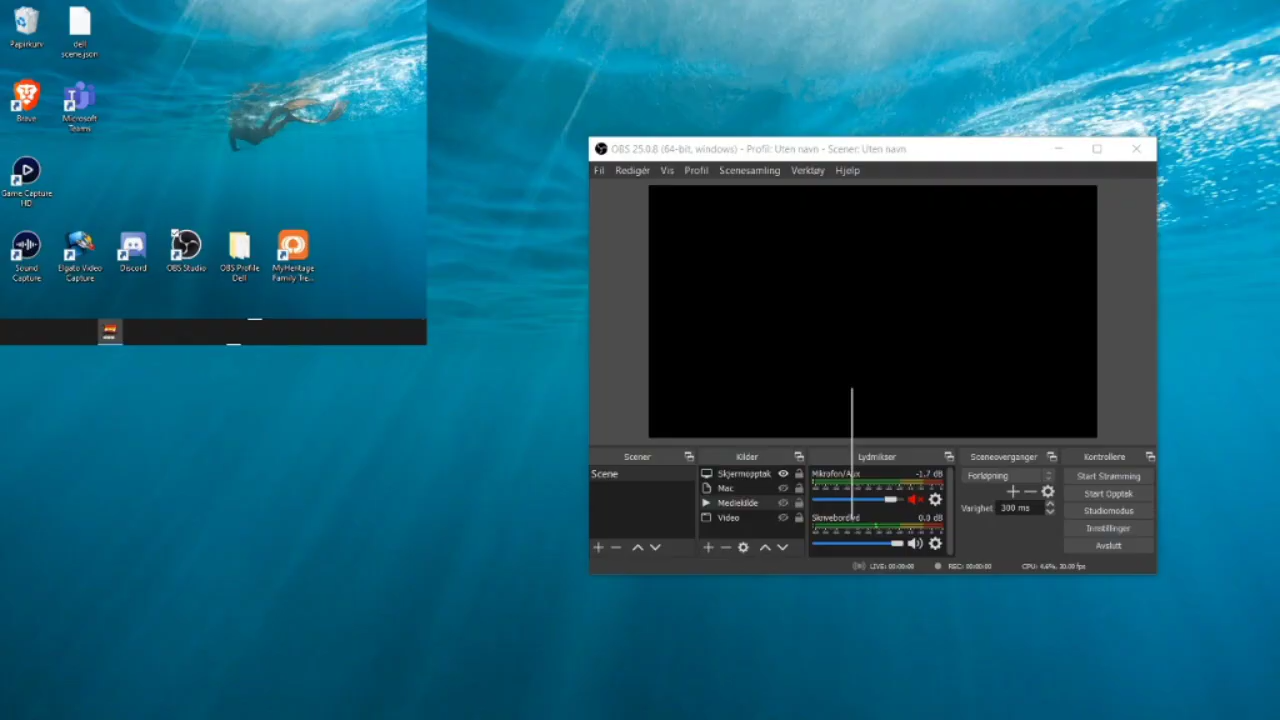 Papirkurv
dell
scene.json
Brave
Microsoft
Teams
Game Capture
HD
Sound
Capture
Elgato Video
Capture
Discord
OBS Studio
OBS Profile
Dell
MyHeritage
Family Tre...
OBS 25.0.8 (64-bit, windows) - Profil: Uten navn - Scener: Uten navn
Fil Redigér Vis Profil Scenesamling Verktøy Hjelp
Scener
Kilder
Lydmikser
Sceneoverganger
Kontrollere
Scene
Skjermopptak
Mac
Mediekilde
Video
Mikrofon/Aux -1.7 dB
Skrivebordlyd 0.0 dB
Varighet 300 ms
Start Strømming
Start Opptak
Studiomodus
Innstillinger
Avslutt
LIVE: 00:00:00 REC: 00:00:00 CPU: 4.6%, 30.00 fps